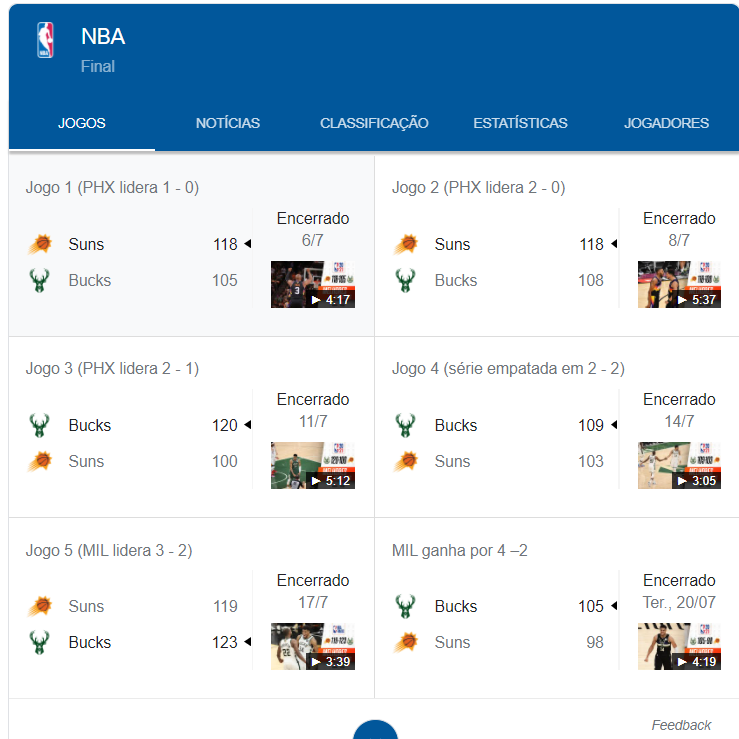 NBA
Final
JOGOS
NOTÍCIAS
CLASSIFICAÇÃO
ESTATÍSTICAS
JOGADORES
Jogo 1 (PHX lidera 1 - 0)
Suns 118
Bucks 105
Encerrado
6/7
4:17
Jogo 2 (PHX lidera 2 - 0)
Suns 118
Bucks 108
Encerrado
8/7
5:37
Jogo 3 (PHX lidera 2 - 1)
Bucks 120
Suns 100
Encerrado
11/7
5:12
Jogo 4 (série empatada em 2 - 2)
Bucks 109
Suns 103
Encerrado
14/7
3:05
Jogo 5 (MIL lidera 3 - 2)
Suns 119
Bucks 123
Encerrado
17/7
3:39
MIL ganha por 4 –2
Bucks 105
Suns 98
Encerrado
Ter., 20/07
4:19
Feedback